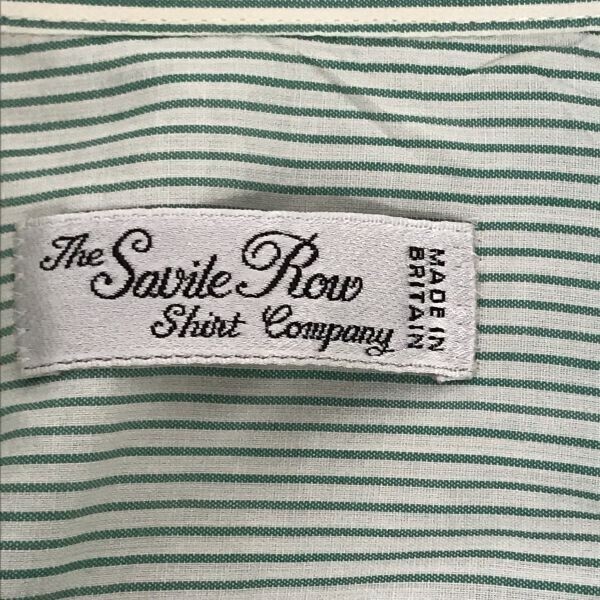 The Savile Row
Shirt Company
MADE IN
BRITAIN